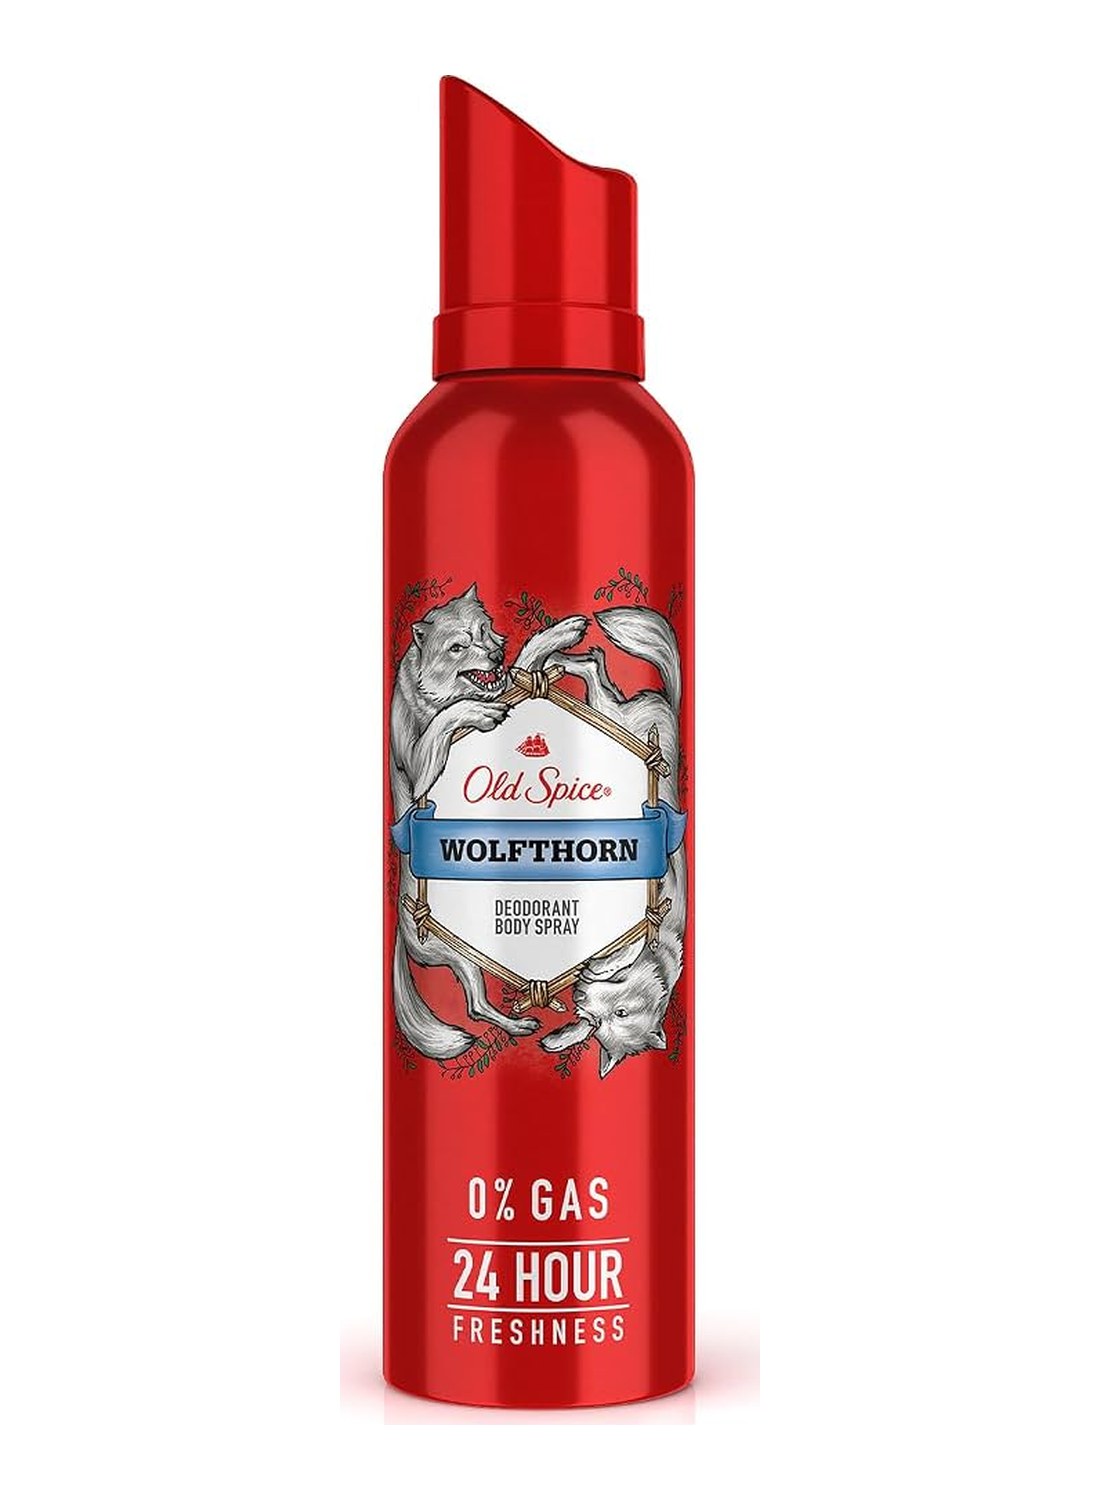 Old Spice®
WOLFTHORN
DEODORANT
BODY SPRAY
0% GAS
24 HOUR
FRESHNESS